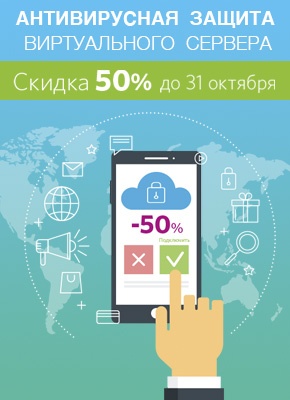 АНТИВИРУСНАЯ ЗАЩИТА
ВИРТУАЛЬНОГО СЕРВЕРА
Скидка 50% до 31 октября
-50%
Подключить